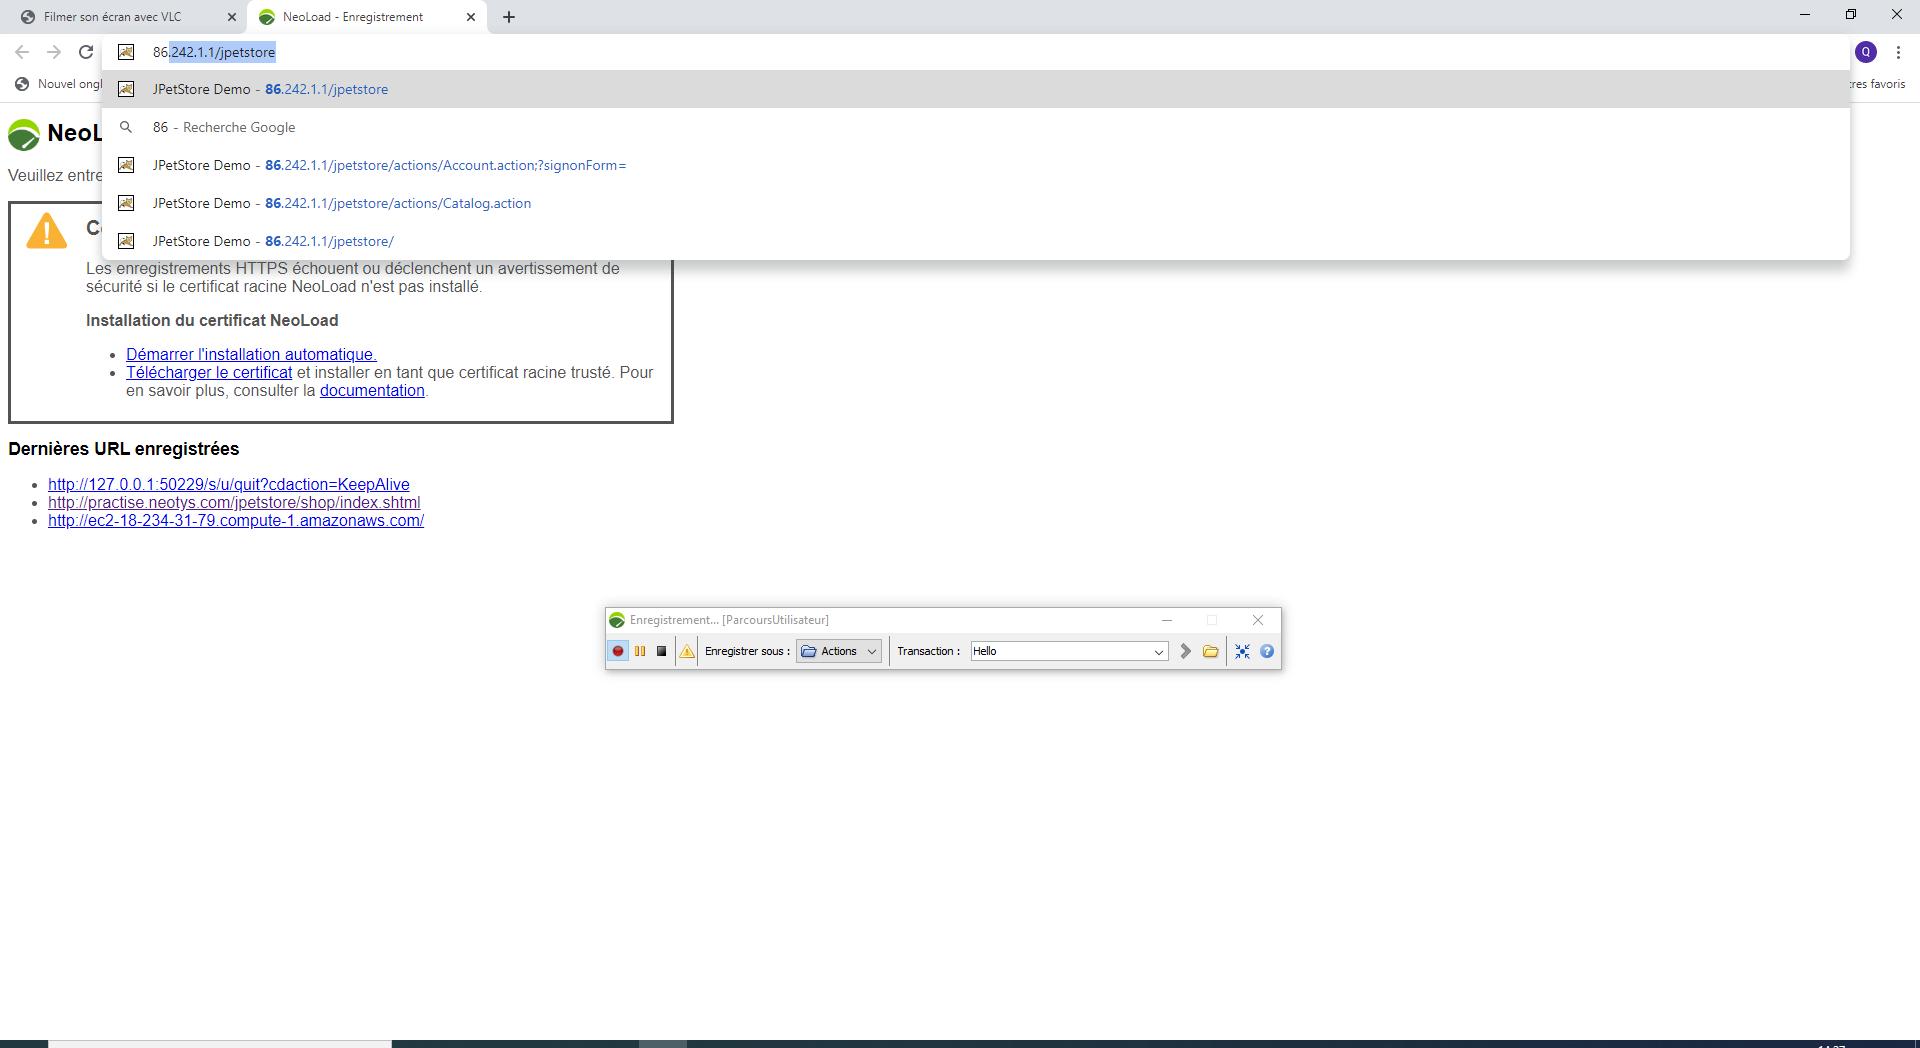 Filmer son écran avec VLC
NeoLoad - Enregistrement
86.242.1.1/jpetstore
Q
JPetStore Demo - 86.242.1.1/jpetstore
Nouvel ongl
tres favoris
86 - Recherche Google
NeoL
JPetStore Demo - 86.242.1.1/jpetstore/actions/Account.action;?signonForm=
Veuillez entre
JPetStore Demo - 86.242.1.1/jpetstore/actions/Catalog.action
JPetStore Demo - 86.242.1.1/jpetstore/
Les enregistrements HTTPS échouent ou déclenchent un avertissement de
sécurité si le certificat racine NeoLoad n'est pas installé.
Installation du certificat NeoLoad
• Démarrer l'installation automatique.
• Télécharger le certificat et installer en tant que certificat racine trusté. Pour
en savoir plus, consulter la documentation.
Dernières URL enregistrées
• http://127.0.0.1:50229/s/u/quit?cdaction=KeepAlive
• http://practise.neotys.com/jpetstore/shop/index.shtml
• http://ec2-18-234-31-79.compute-1.amazonaws.com/
Enregistrement... [ParcoursUtilisateur]
Enregistrer sous : Actions Transaction : Hello